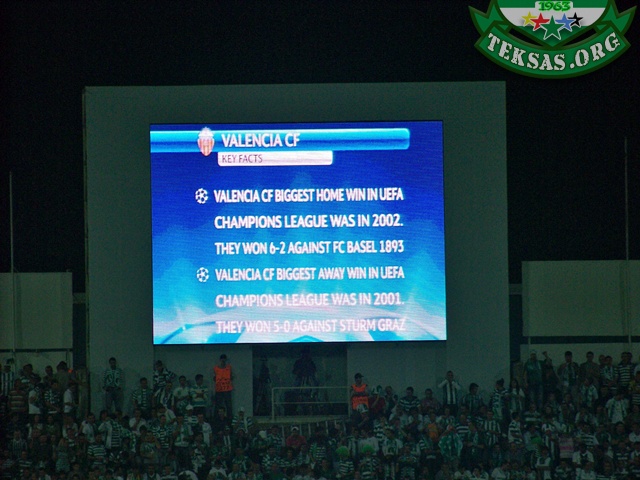 1963
TEKSAS.ORG
VALENCIA CF
KEY FACTS
VALENCIA CF BIGGEST HOME WIN IN UEFA
CHAMPIONS LEAGUE WAS IN 2002.
THEY WON 6-2 AGAINST FC BASEL 1893
VALENCIA CF BIGGEST AWAY WIN IN UEFA
CHAMPIONS LEAGUE WAS IN 2001.
THEY WON 5-0 AGAINST STURM GRAZ